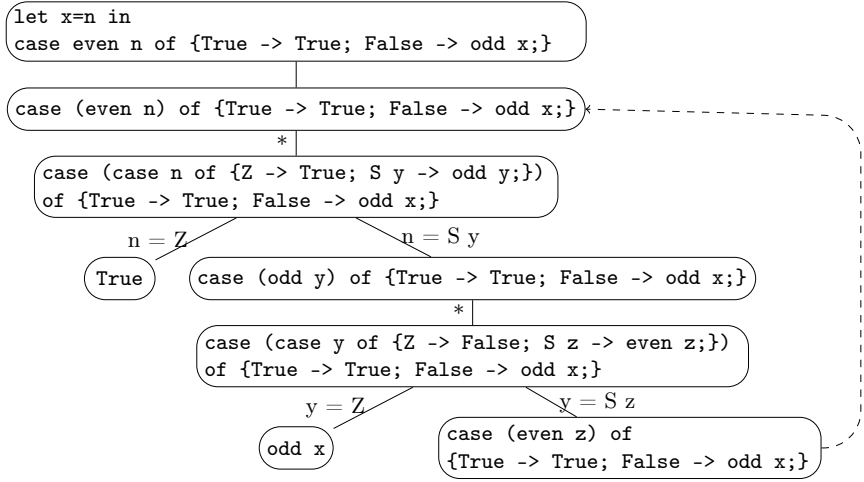 let x=n in
case even n of {True -> True; False -> odd x;}
case (even n) of {True -> True; False -> odd x;}
*
case (case n of {Z -> True; S y -> odd y;})
of {True -> True; False -> odd x;}
n = Z
n = S y
True
case (odd y) of {True -> True; False -> odd x;}
*
case (case y of {Z -> False; S z -> even z;})
of {True -> True; False -> odd x;}
y = Z
y = S z
odd x
case (even z) of
{True -> True; False -> odd x;}